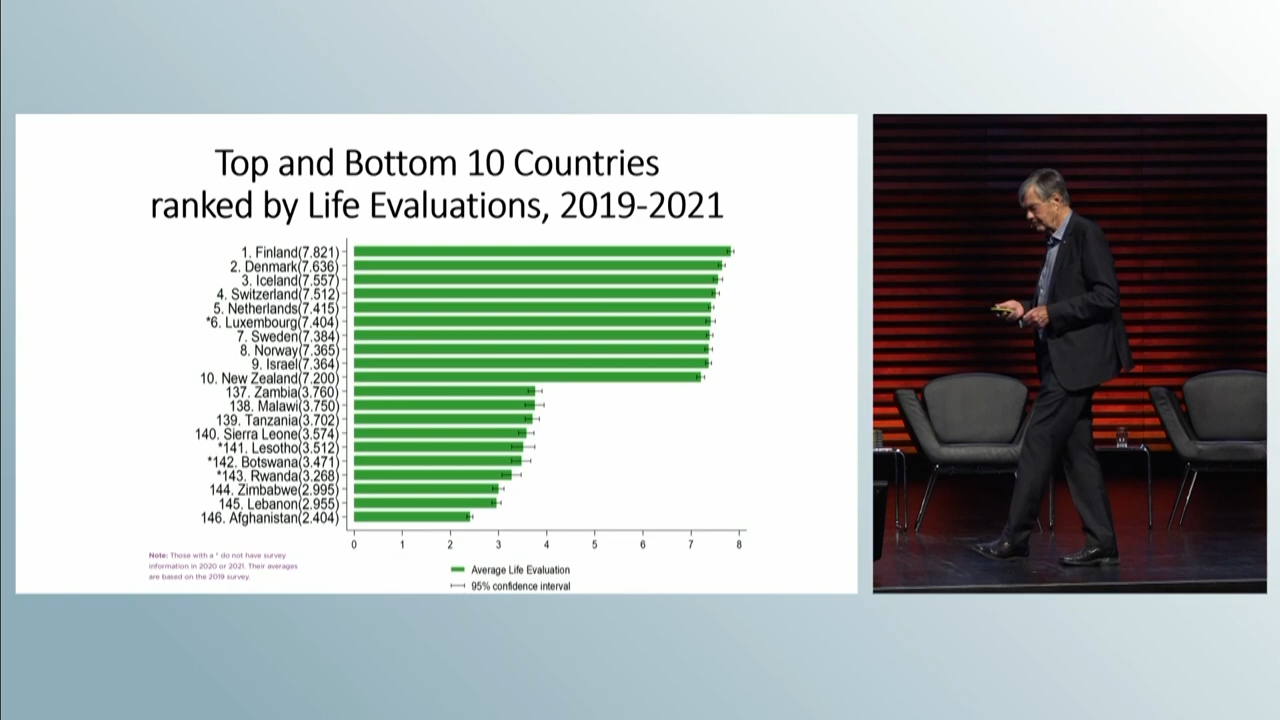 Top and Bottom 10 Countries
ranked by Life Evaluations, 2019-2021
1. Finland(7.821)
2. Denmark(7.636)
3. Iceland(7.557)
4. Switzerland(7.512)
5. Netherlands(7.415)
*6. Luxembourg(7.404)
7. Sweden(7.384)
8. Norway(7.365)
9. Israel(7.364)
10. New Zealand(7.200)
137. Zambia(3.760)
138. Malawi(3.750)
139. Tanzania(3.702)
140. Sierra Leone(3.574)
*141. Lesotho(3.512)
*142. Botswana(3.471)
*143. Rwanda(3.268)
144. Zimbabwe(2.995)
145. Lebanon(2.955)
146. Afghanistan(2.404)
0 1 2 3 4 5 6 7 8
Note: Those with a * do not have survey
information in 2020 or 2021. Their averages
are based on the 2019 survey.
Average Life Evaluation
95% confidence interval